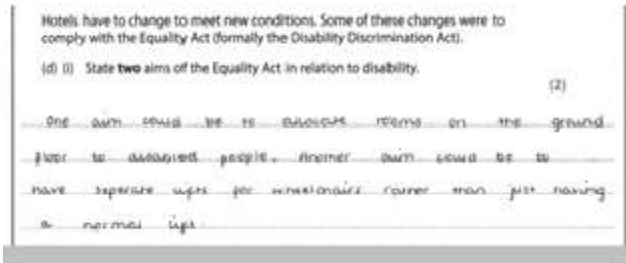 Hotels have to change to meet new conditions. Some of these changes were to
comply with the Equality Act (formally the Disability Discrimination Act).
(d) (i) State two aims of the Equality Act in relation to disability.
(2)
One aim could be to allocate rooms on the ground
floor to disabled people. Another aim could be to
have seperate lifts for wheelchairs rather than just having
a normal lift.